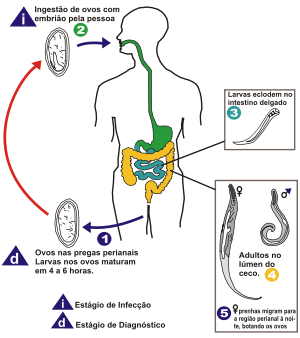 i
Ingestão de ovos com
embrião pela pessoa
2
Larvas eclodem no
intestino delgado
3
♀
♂
Adultos no
lúmen do
ceco. 4
5 ♀ prenhas migram para
a região perianal à noi-
te, botando os ovos
1
d
Ovos nas pregas perianais
Larvas nos ovos maturam
em 4 a 6 horas.
i Estágio de Infecção
d Estágio de Diagnóstico